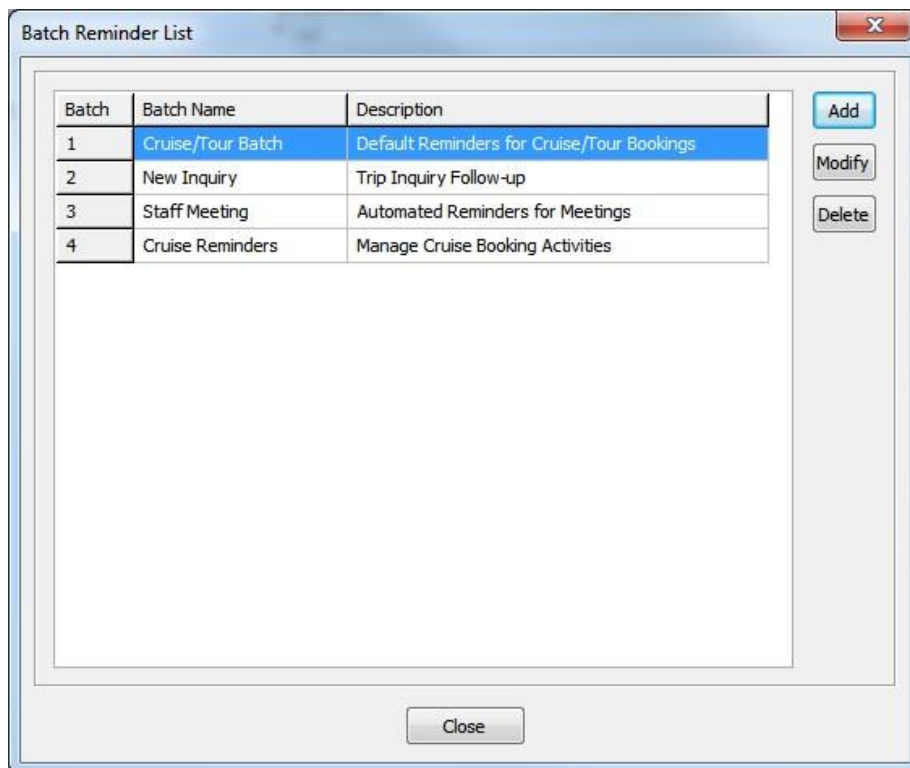 Batch Reminder List
Batch Batch Name Description
1 Cruise/Tour Batch Default Reminders for Cruise/Tour Bookings
2 New Inquiry Trip Inquiry Follow-up
3 Staff Meeting Automated Reminders for Meetings
4 Cruise Reminders Manage Cruise Booking Activities
Add
Modify
Delete
Close